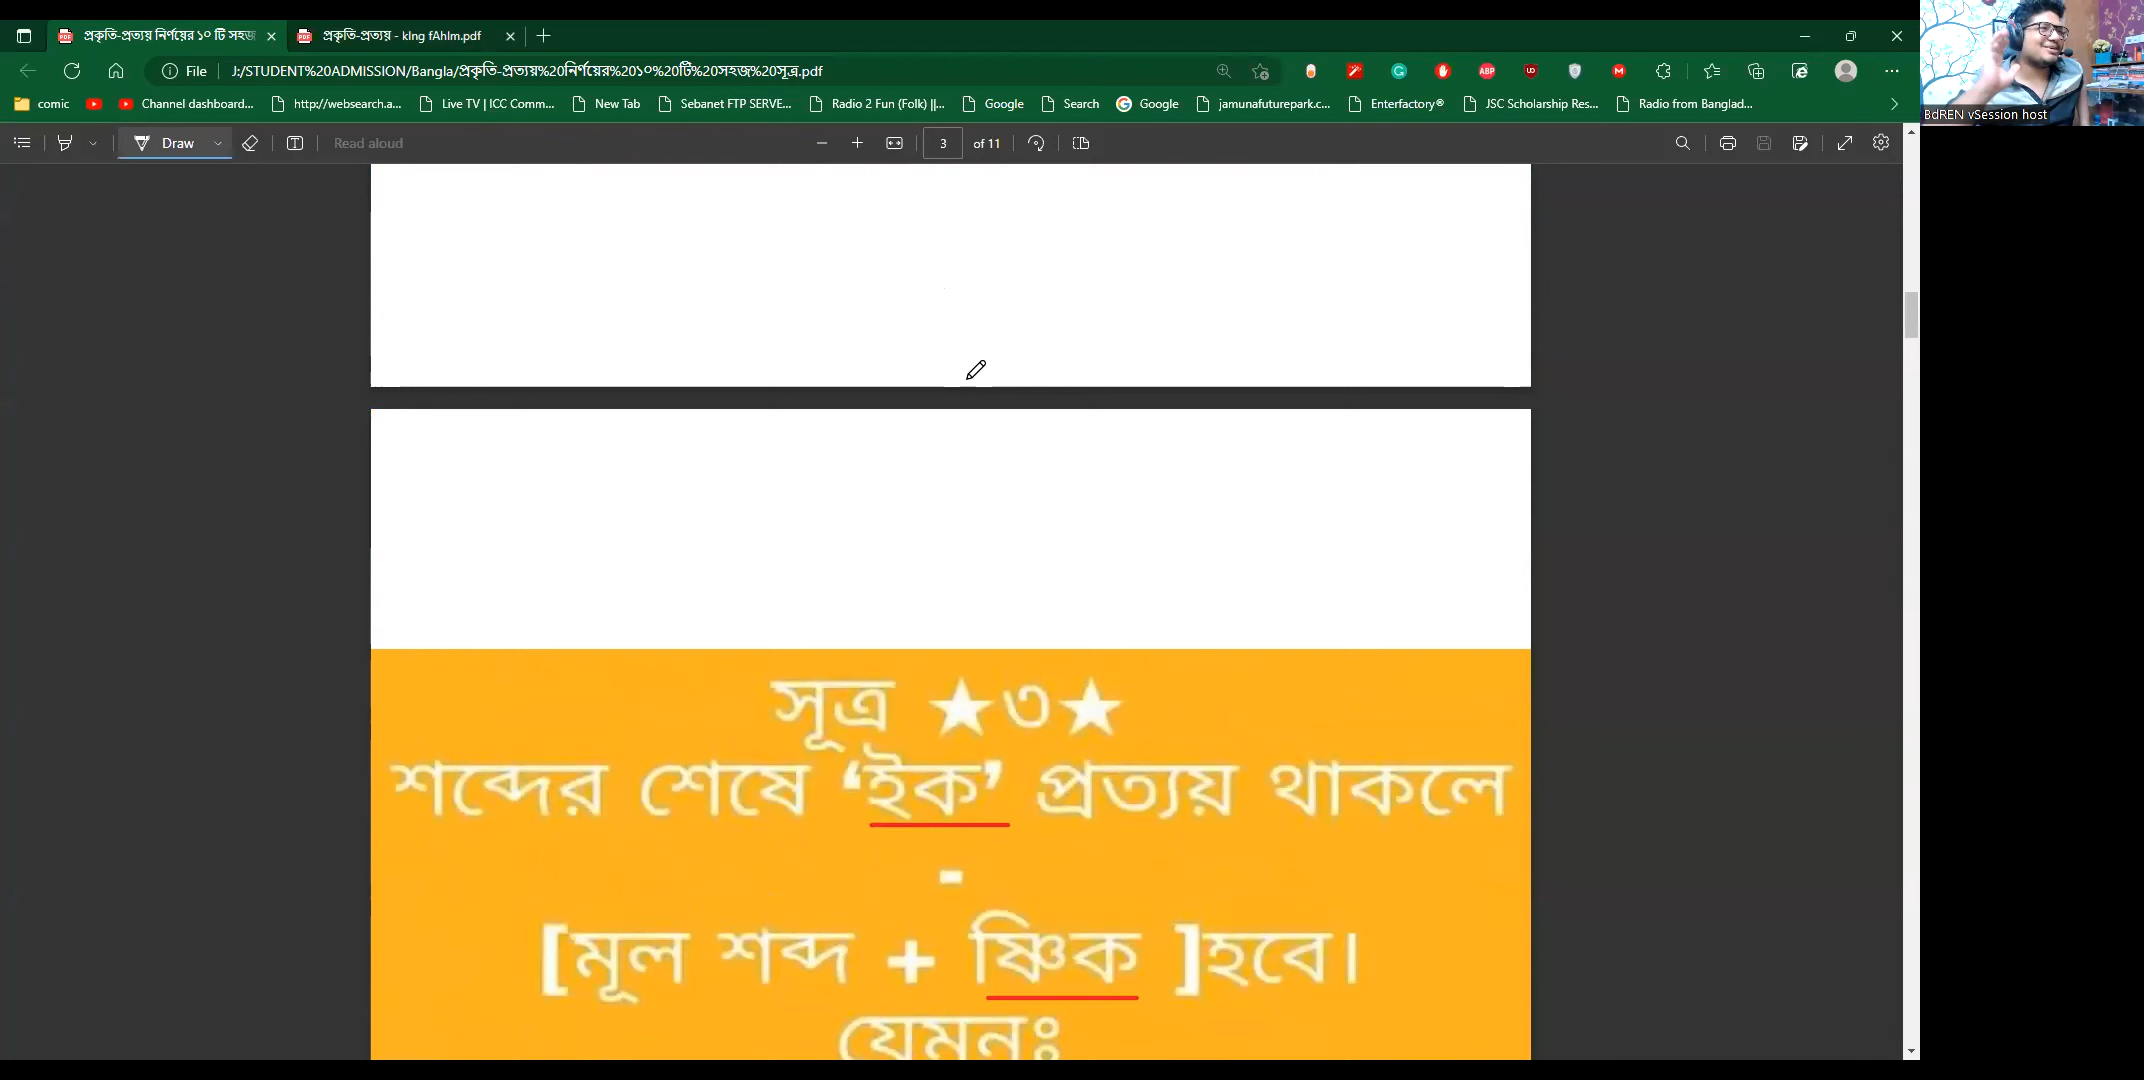 প্রকৃতি-প্রত্যয় নির্ণয়ের ১০ টি সহজ
প্রকৃতি-প্রত্যয় - kIng fAhIm.pdf
File
J:/STUDENT%20ADMISSION/Bangla/প্রকৃতি-প্রত্যয়%20নির্ণয়ের%20১০%20টি%20সহজ%20সূত্র.pdf
comic
Channel dashboard...
http://websearch.a...
Live TV | ICC Comm...
New Tab
Sebanet FTP SERVE...
Radio 2 Fun (Folk) ||...
Google
Search
Google
jamunafuturepark.c...
Enterfactory®
JSC Scholarship Res...
Radio from Banglad...
BdREN vSession host
Draw
Read aloud
3 of 11
সূত্র ★৩★
শব্দের শেষে ‘ইক’ প্রত্যয় থাকলে
-
[মূল শব্দ + ষ্ণিক ]হবে।
যেমনঃ